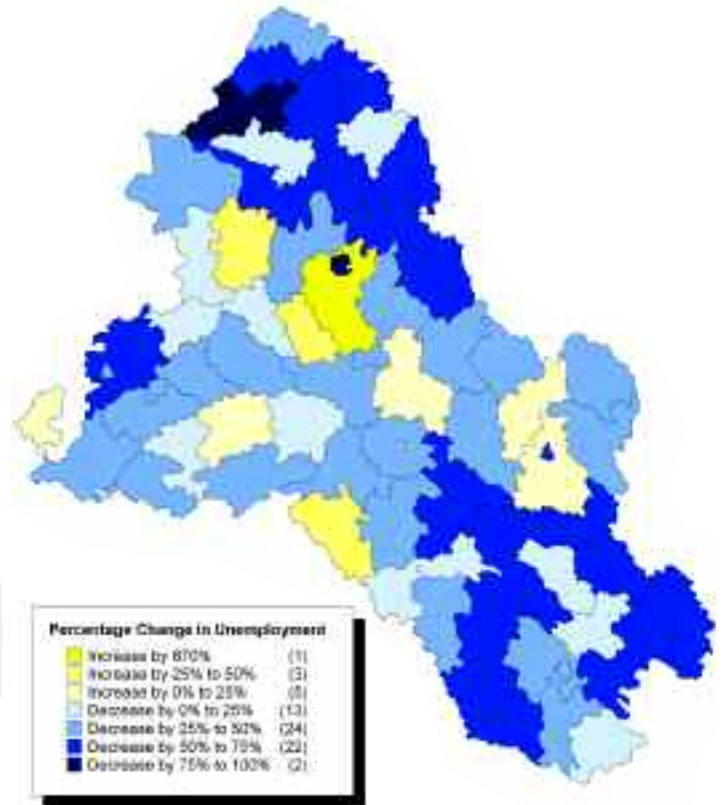 Percentage Change in Unemployment
Increase by 670% (1)
Increase by 25% to 50% (3)
Increase by 0% to 25% (5)
Decrease by 0% to 25% (13)
Decrease by 25% to 50% (24)
Decrease by 50% to 75% (22)
Decrease by 75% to 100% (2)